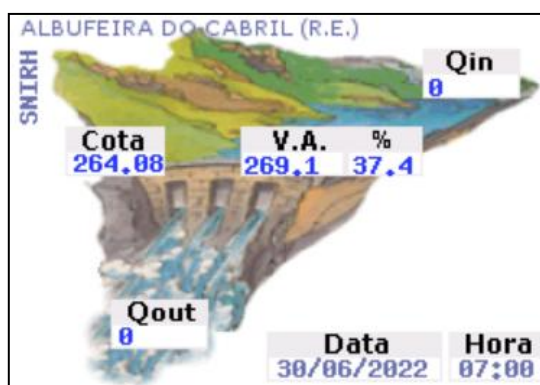 ALBUFEIRA DO CABRIL (R.E.)
SNIRH
Qin
0
Cota
264.08
V.A. %
269.1 37.4
Qout
0
Data Hora
30/06/2022 07:00